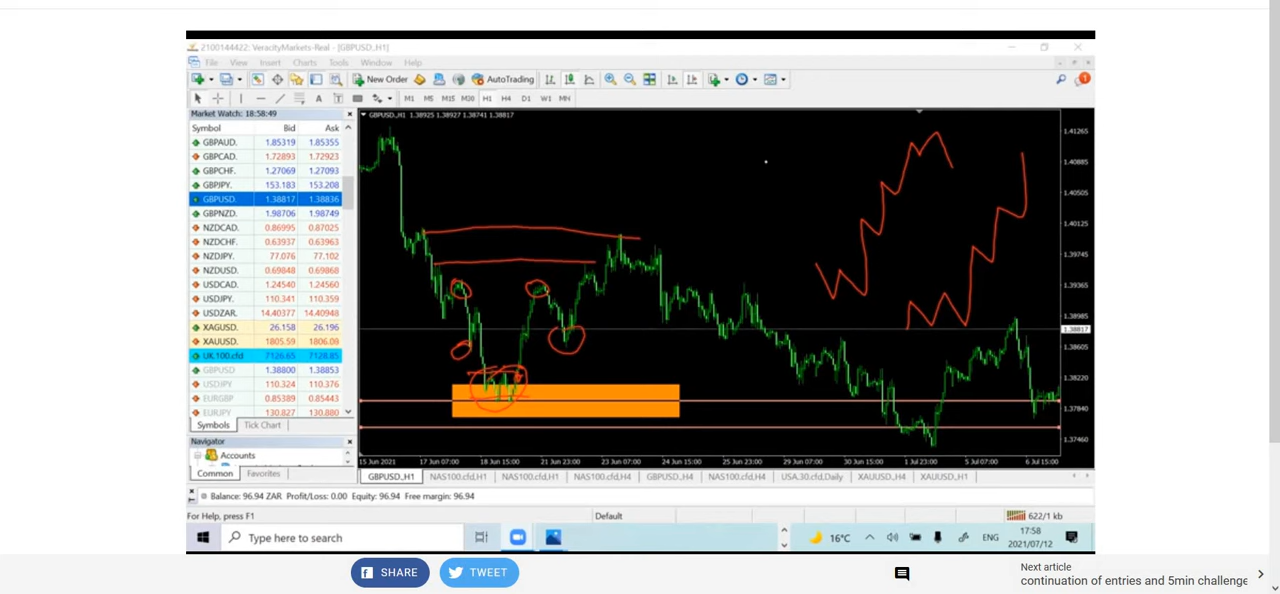 2100144422: VeracityMarkets-Real - [GBPUSD.,H1]
File View Insert Charts Tools Window Help
New Order AutoTrading 1
A T M1 M5 M15 M30 H1 H4 D1 W1 MN
Market Watch: 18:58:49
Symbol Bid Ask
GBPAUD. 1.85319 1.85355
GBPCAD. 1.72893 1.72923
GBPCHF. 1.27069 1.27093
GBPJPY. 153.183 153.208
GBPUSD. 1.38817 1.38836
GBPNZD. 1.98706 1.98749
NZDCAD. 0.86995 0.87025
NZDCHF. 0.63937 0.63963
NZDJPY. 77.076 77.102
NZDUSD. 0.69848 0.69868
USDCAD. 1.24540 1.24560
USDJPY. 110.341 110.359
USDZAR. 14.40377 14.40948
XAGUSD. 26.158 26.196
XAUUSD. 1805.59 1806.08
UK.100.cfd 7126.65 7128.85
GBPUSD 1.38800 1.38853
USDJPY 110.324 110.376
EURGBP 0.85389 0.85443
EURJPY 130.827 130.880
Symbols Tick Chart
Navigator
Accounts
Common Favorites
GBPUSD.,H1 1.38925 1.38927 1.38741 1.38817
1.41265
1.40885
1.40505
1.40125
1.39745
1.39365
1.38985
1.38817
1.38605
1.38220
1.37840
1.37460
15 Jun 2021 17 Jun 07:00 18 Jun 15:00 21 Jun 23:00 23 Jun 07:00 24 Jun 15:00 25 Jun 23:00 29 Jun 07:00 30 Jun 15:00 1 Jul 23:00 5 Jul 07:00 6 Jul 15:00
GBPUSD.,H1 NAS100.cfd,H1 NAS100.cfd,H1 NAS100.cfd,H4 GBPUSD.,H4 NAS100.cfd,H4 USA.30.cfd,Daily XAUUSD.,H4 XAUUSD.,H1
Balance: 96.94 ZAR Profit/Loss: 0.00 Equity: 96.94 Free margin: 96.94
For Help, press F1 Default 622/1 kb
Type here to search 16°C ENG 17:58
2021/07/12
SHARE TWEET
Next article
continuation of entries and 5min challenge